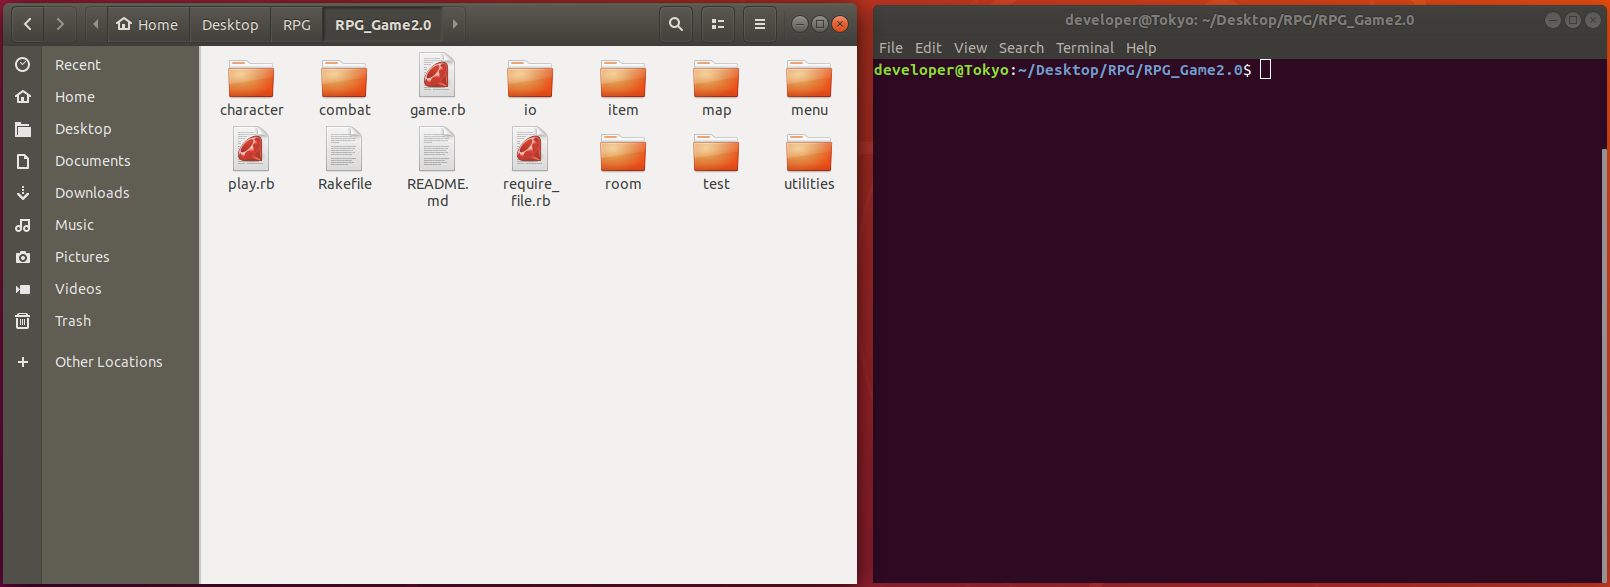 Home Desktop RPG RPG_Game2.0
Recent
Home
Desktop
Documents
Downloads
Music
Pictures
Videos
Trash
Other Locations
character combat game.rb io item map menu
play.rb Rakefile README. require_ room test utilities
md file.rb
developer@Tokyo: ~/Desktop/RPG/RPG_Game2.0
File Edit View Search Terminal Help
developer@Tokyo:~/Desktop/RPG/RPG_Game2.0$